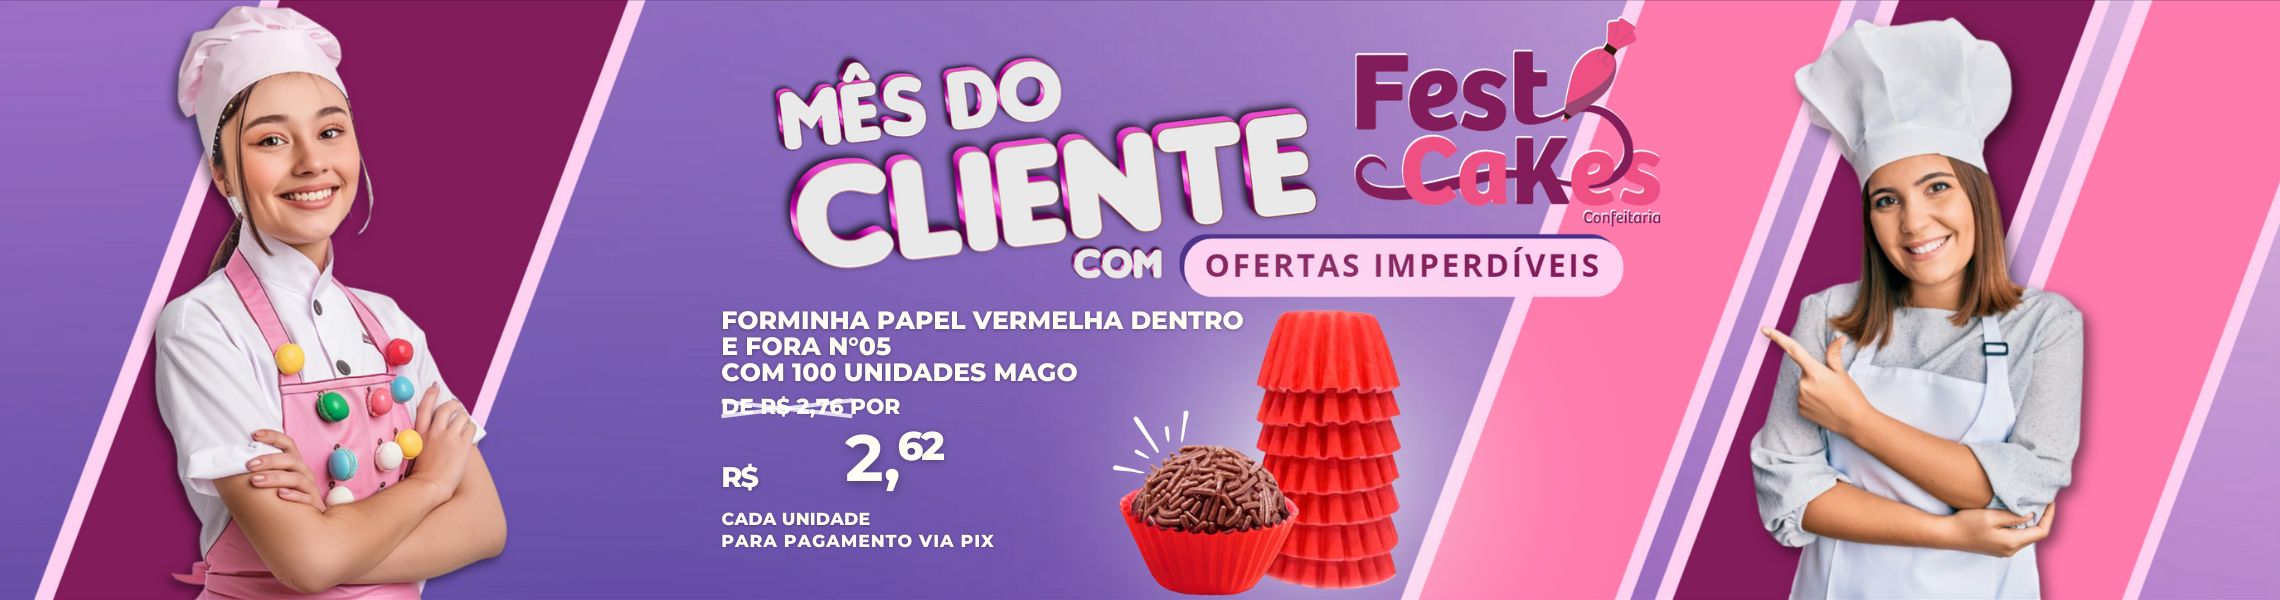 MÊS DO
CLIENTE
COM OFERTAS IMPERDÍVEIS
Fest
CaKes
Confeitaria
FORMINHA PAPEL VERMELHA DENTRO
E FORA Nº05
COM 100 UNIDADES MAGO
DE R$ 2,76 POR
R$ 2,62
CADA UNIDADE
PARA PAGAMENTO VIA PIX